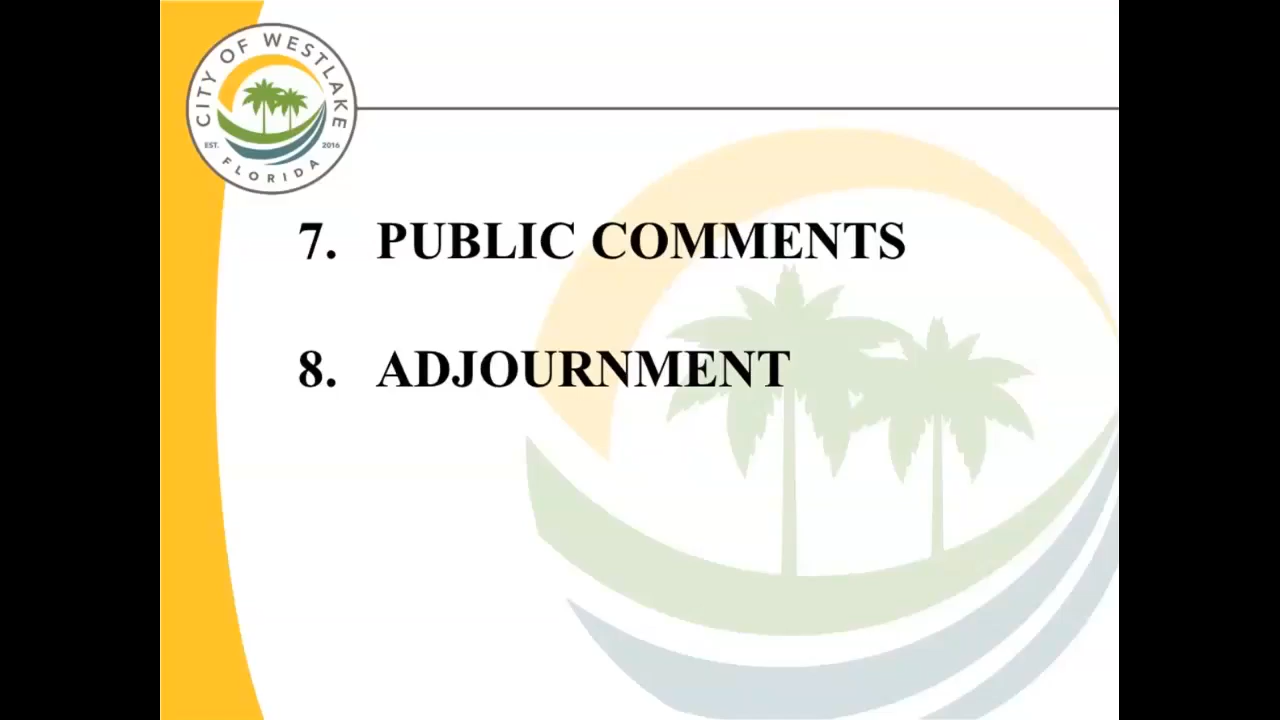 CITY OF WESTLAKE
EST. 2016
FLORIDA
7. PUBLIC COMMENTS
8. ADJOURNMENT